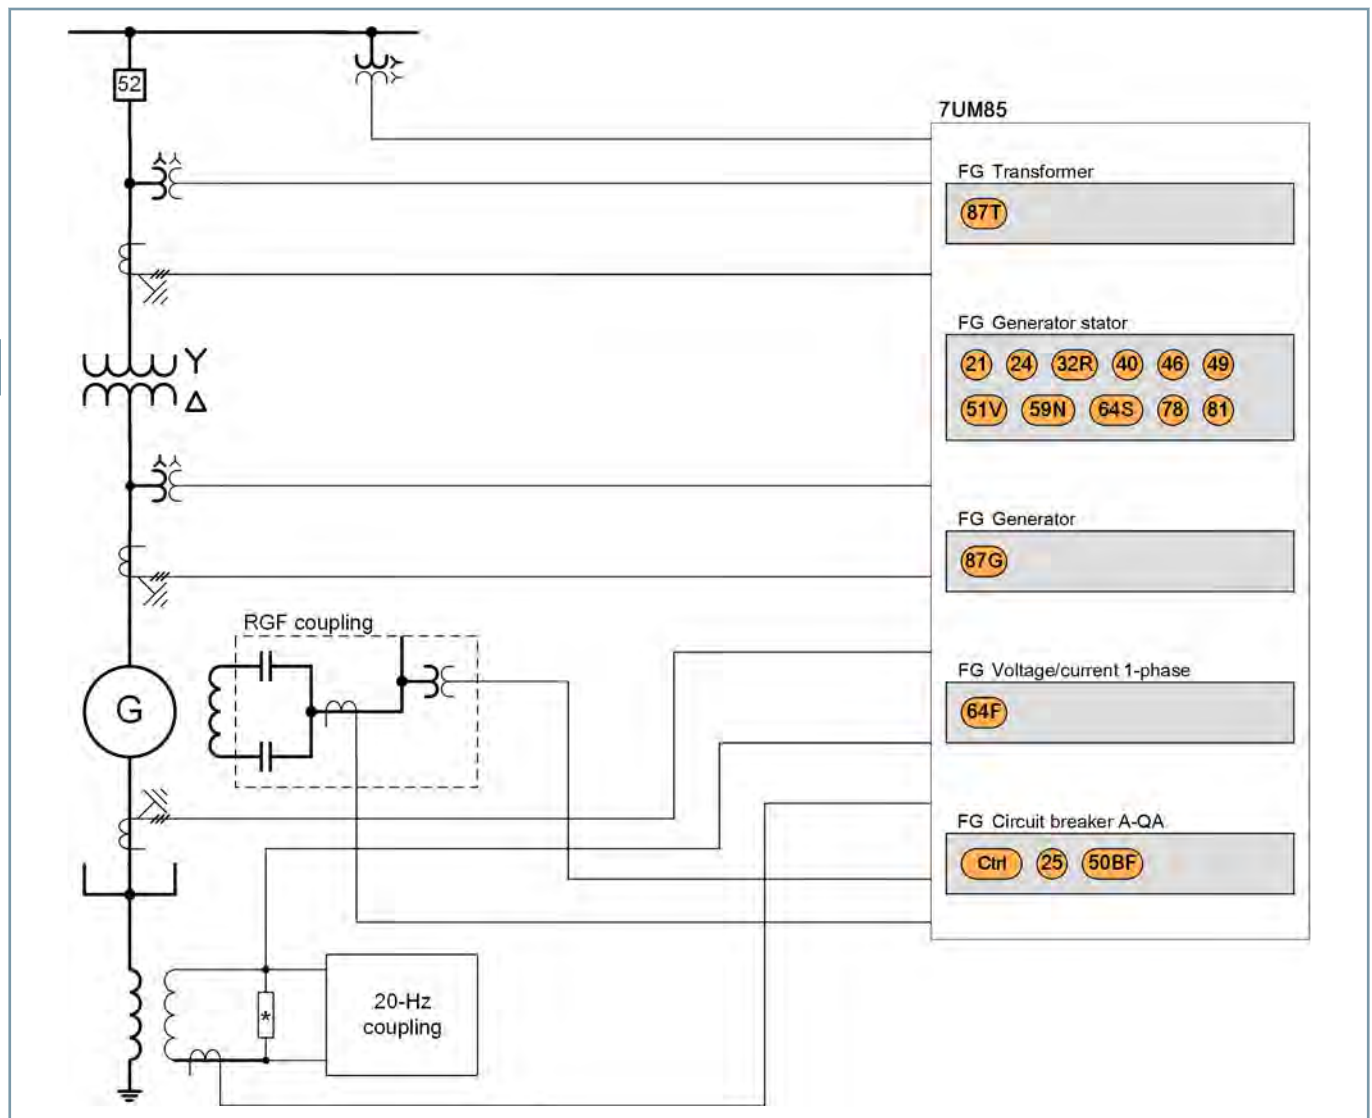 52
7UM85
FG Transformer
87T
FG Generator stator
21 24 32R 40 46 49
51V 59N 64S 78 81
FG Generator
87G
RGF coupling
G
FG Voltage/current 1-phase
64F
FG Circuit breaker A-QA
Ctrl 25 50BF
*
20-Hz
coupling